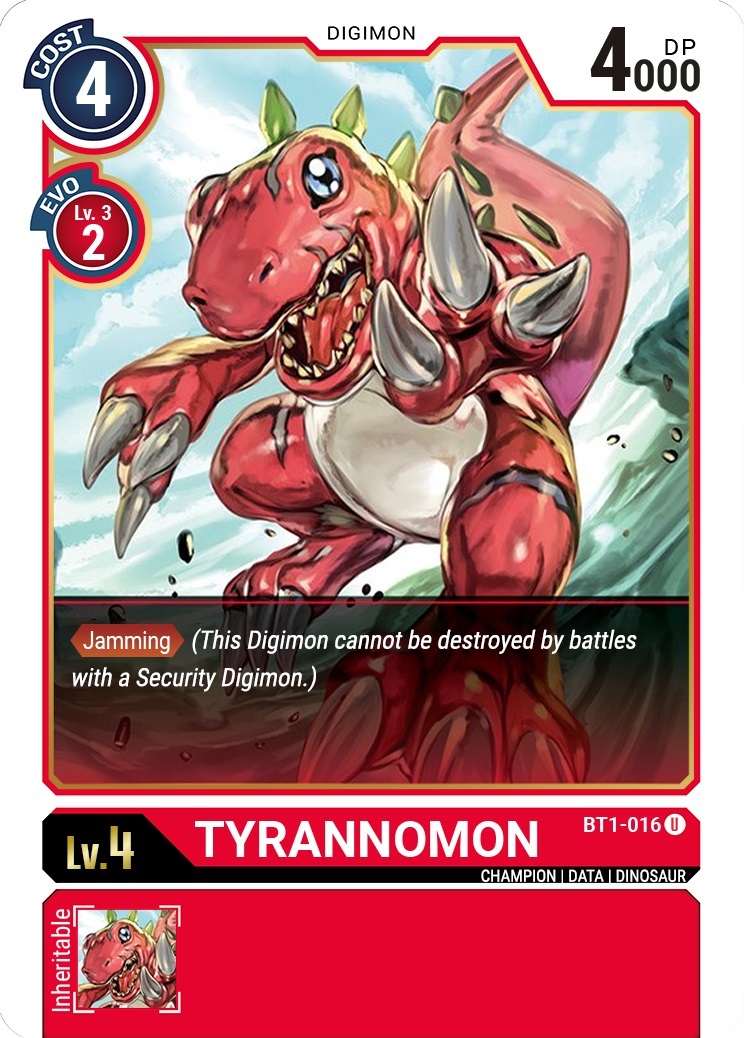 DIGIMON
COST
4
DP
4000
EVO
Lv. 3
2
Jamming (This Digimon cannot be destroyed by battles
with a Security Digimon.)
Lv.4
TYRANNOMON
BT1-016 U
CHAMPION | DATA | DINOSAUR
Inheritable